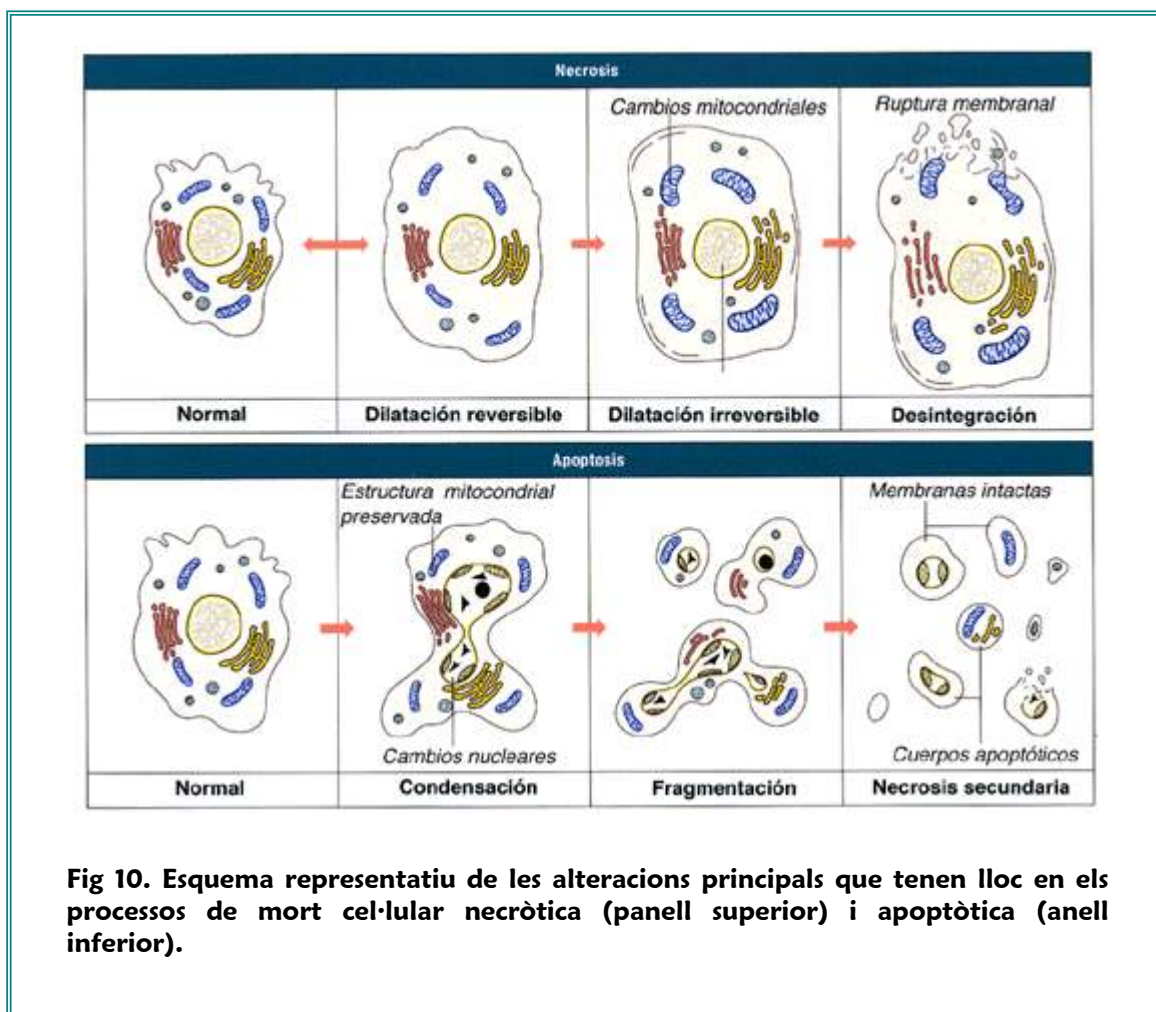 Necrosis
Cambios mitocondriales
Ruptura membranal
Normal
Dilatación reversible
Dilatación irreversible
Desintegración
Apoptosis
Estructura mitocondrial
preservada
Membranas intactas
Cambios nucleares
Cuerpos apoptóticos
Normal
Condensación
Fragmentación
Necrosis secundaria
Fig 10. Esquema representatiu de les alteracions principals que tenen lloc en els
processos de mort cel·lular necròtica (panell superior) i apoptòtica (anell
inferior).